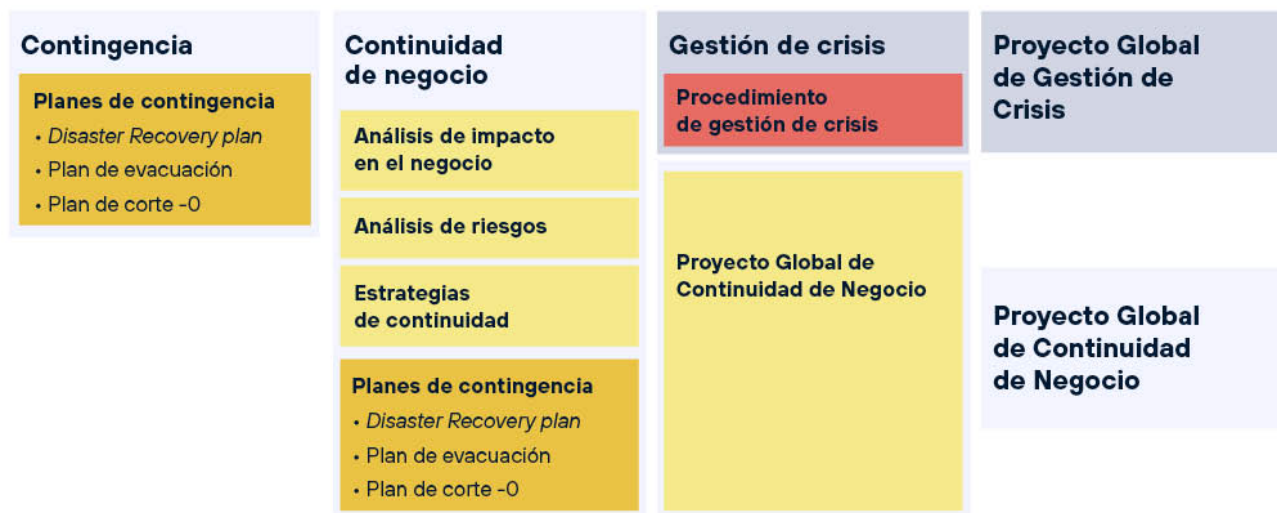 Contingencia
Planes de contingencia
• Disaster Recovery plan
• Plan de evacuación
• Plan de corte -0
Continuidad
de negocio
Análisis de impacto
en el negocio
Análisis de riesgos
Estrategias
de continuidad
Planes de contingencia
• Disaster Recovery plan
• Plan de evacuación
• Plan de corte -0
Gestión de crisis
Procedimiento
de gestión de crisis
Proyecto Global de
Continuidad de Negocio
Proyecto Global
de Gestión de
Crisis
Proyecto Global
de Continuidad
de Negocio